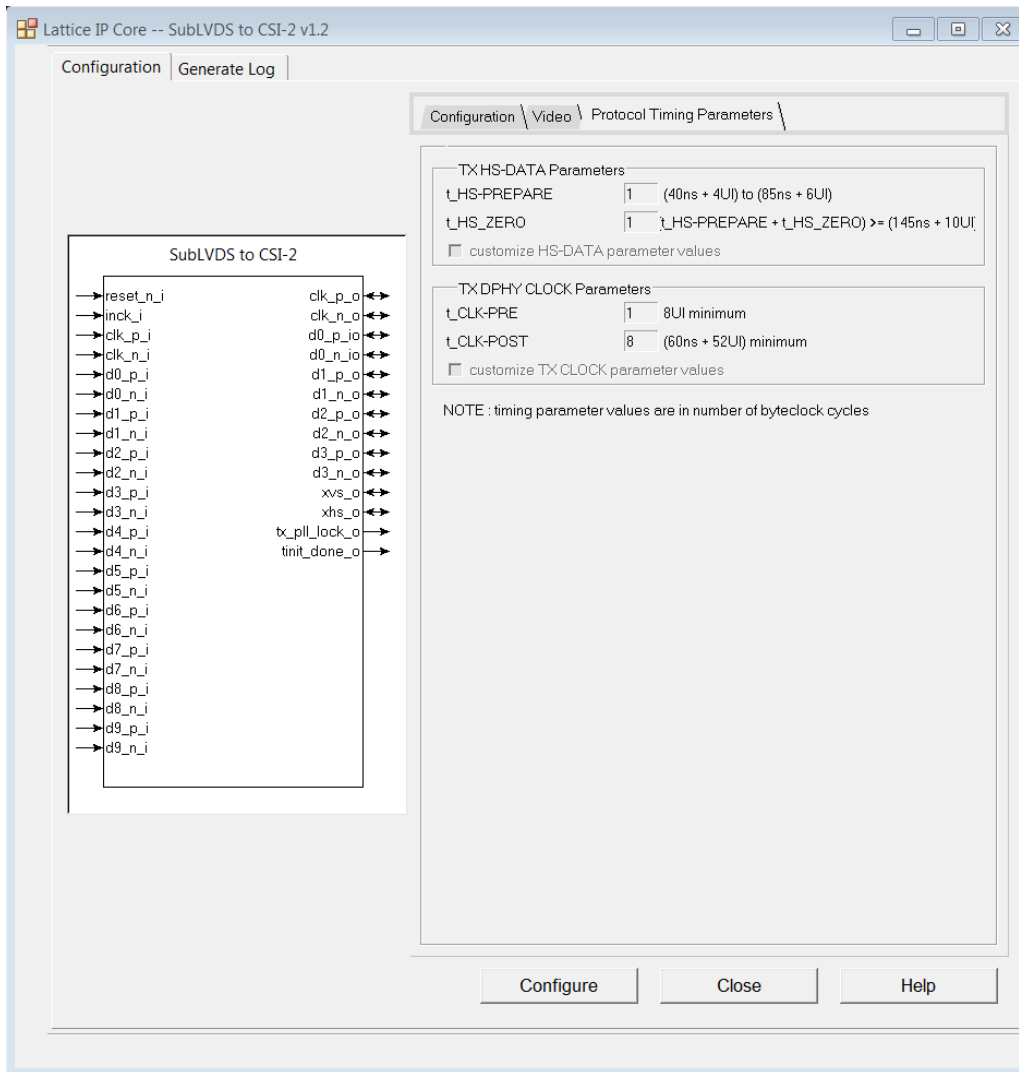 Lattice IP Core -- SubLVDS to CSI-2 v1.2
Configuration
Generate Log
Configuration
Video
Protocol Timing Parameters
TX HS-DATA Parameters
t_HS-PREPARE 1 (40ns + 4UI) to (85ns + 6UI)
t_HS_ZERO 1 t_HS-PREPARE + t_HS_ZERO) >= (145ns + 10UI
customize HS-DATA parameter values
TX DPHY CLOCK Parameters
t_CLK-PRE 1 8UI minimum
t_CLK-POST 8 (60ns + 52UI) minimum
customize TX CLOCK parameter values
NOTE : timing parameter values are in number of byteclock cycles
SubLVDS to CSI-2
reset_n_i clk_p_o
inck_i clk_n_o
clk_p_i d0_p_io
clk_n_i d0_n_io
d0_p_i d1_p_o
d0_n_i d1_n_o
d1_p_i d2_p_o
d1_n_i d2_n_o
d2_p_i d3_p_o
d2_n_i d3_n_o
d3_p_i xvs_o
d3_n_i xhs_o
d4_p_i tx_pll_lock_o
d4_n_i tinit_done_o
d5_p_i
d5_n_i
d6_p_i
d6_n_i
d7_p_i
d7_n_i
d8_p_i
d8_n_i
d9_p_i
d9_n_i
Configure
Close
Help